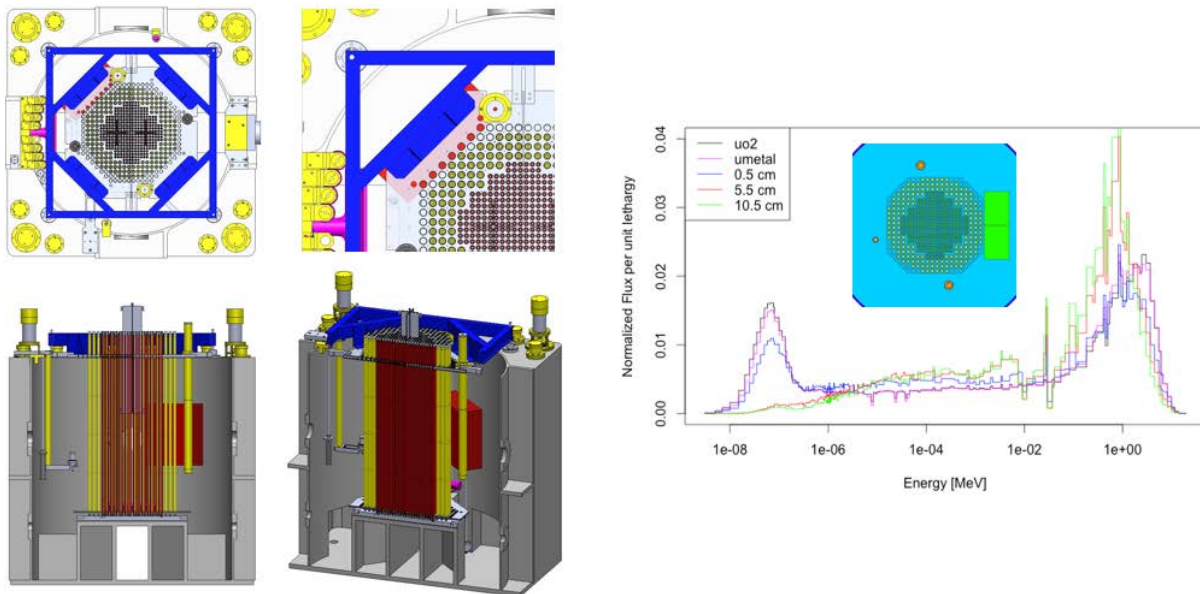 0.04
0.03
0.02
0.01
0.00
Normalized Flux per unit lethargy
uo2
umetal
0.5 cm
5.5 cm
10.5 cm
1e-08
1e-06
1e-04
1e-02
1e+00
Energy [MeV]